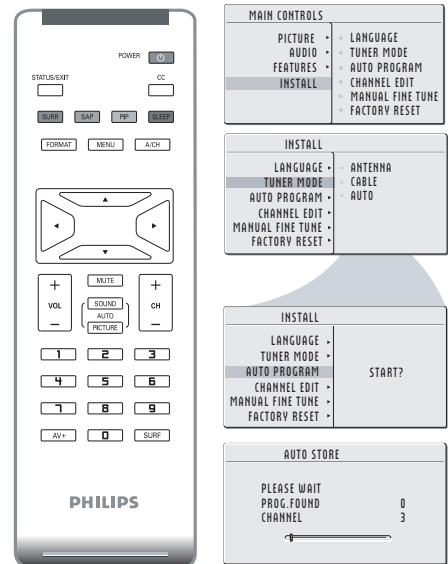 POWER
STATUS/EXIT CC
SURR SAP PIP SLEEP
FORMAT MENU A/CH
MUTE
+ +
VOL SOUND CH
AUTO
PICTURE
– –
1 2 3
4 5 6
7 8 9
AV+ 0 SURF
PHILIPS
MAIN CONTROLS
PICTURE LANGUAGE
AUDIO TUNER MODE
FEATURES AUTO PROGRAM
INSTALL CHANNEL EDIT
MANUAL FINE TUNE
FACTORY RESET
INSTALL
LANGUAGE ANTENNA
TUNER MODE CABLE
AUTO PROGRAM AUTO
CHANNEL EDIT
MANUAL FINE TUNE
FACTORY RESET
INSTALL
LANGUAGE
TUNER MODE
AUTO PROGRAM START?
CHANNEL EDIT
MANUAL FINE TUNE
FACTORY RESET
AUTO STORE
PLEASE WAIT
PROG.FOUND 0
CHANNEL 3